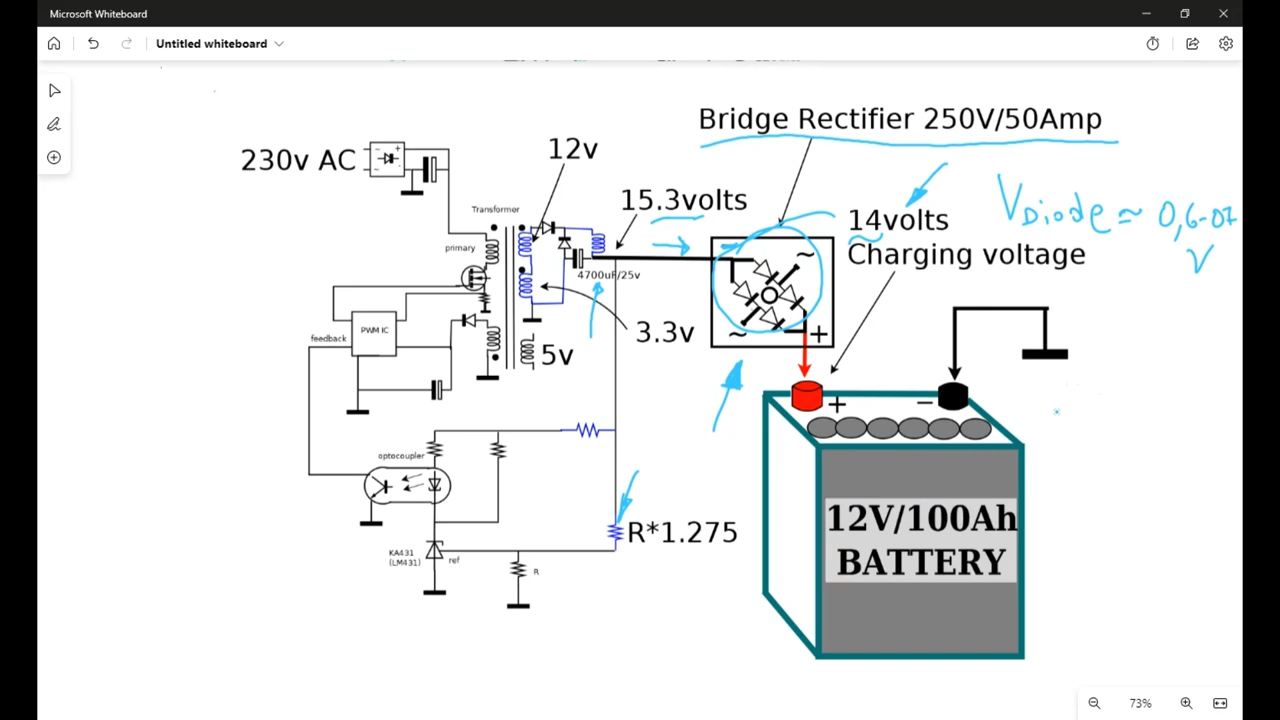 Microsoft Whiteboard
Untitled whiteboard
Bridge Rectifier 250V/50Amp
12v
230v AC
15.3volts
14volts
Charging voltage
VDiode ≈ 0,6-07
V
Transformer
primary
4700uF/25v
3.3v
5v
feedback
PWM IC
optocoupler
R*1.275
KA431
(LM431)
ref
R
12V/100Ah
BATTERY
73%